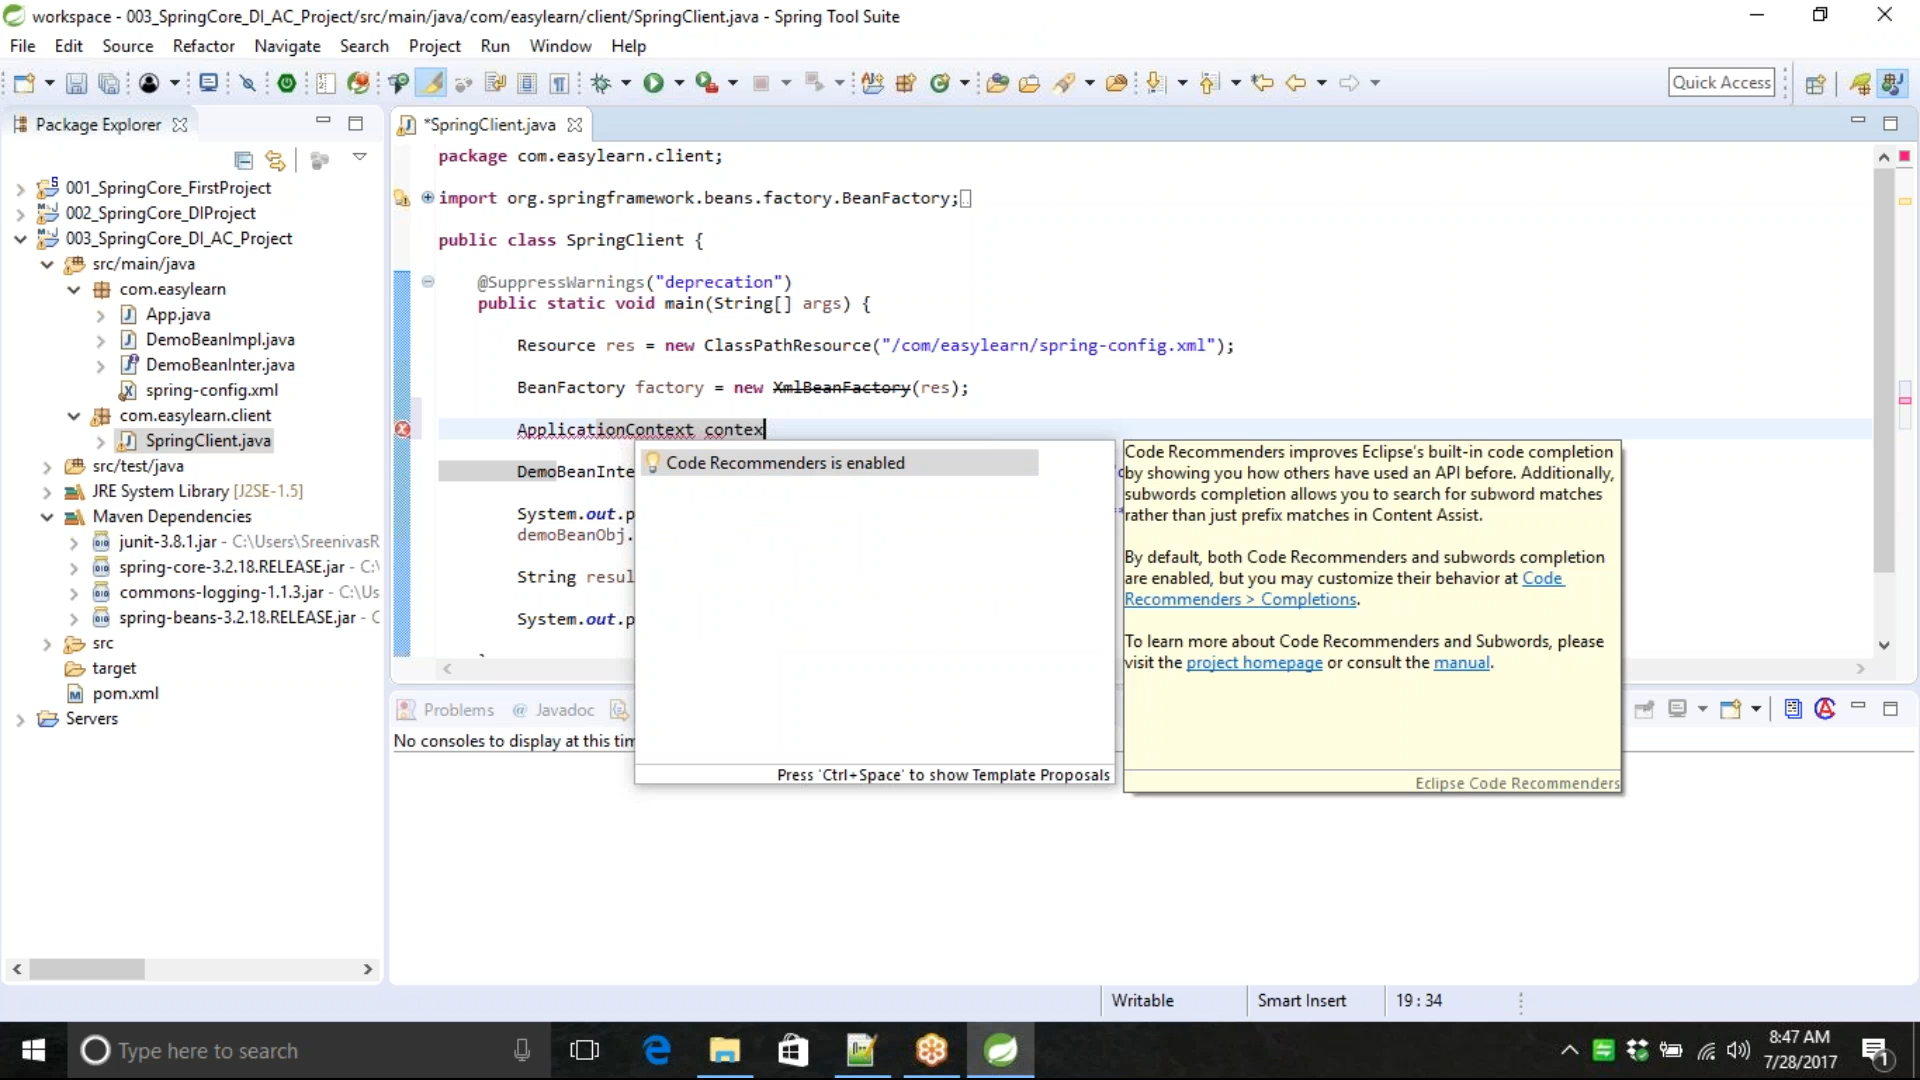 workspace - 003_SpringCore_DI_AC_Project/src/main/java/com/easylearn/client/SpringClient.java - Spring Tool Suite
File Edit Source Refactor Navigate Search Project Run Window Help
Quick Access
Package Explorer
*SpringClient.java
001_SpringCore_FirstProject
002_SpringCore_DIProject
003_SpringCore_DI_AC_Project
src/main/java
com.easylearn
App.java
DemoBeanImpl.java
DemoBeanInter.java
spring-config.xml
com.easylearn.client
SpringClient.java
src/test/java
JRE System Library [J2SE-1.5]
Maven Dependencies
junit-3.8.1.jar - C:\Users\SreenivasR
spring-core-3.2.18.RELEASE.jar - C:\
commons-logging-1.1.3.jar - C:\Us
spring-beans-3.2.18.RELEASE.jar - C
src
target
pom.xml
Servers
package com.easylearn.client;
import org.springframework.beans.factory.BeanFactory;
public class SpringClient {
@SuppressWarnings("deprecation")
public static void main(String[] args) {
Resource res = new ClassPathResource("/com/easylearn/spring-config.xml");
BeanFactory factory = new XmlBeanFactory(res);
ApplicationContext contex
DemoBeanInte
System.out.p
demoBeanObj.
String resul
System.out.p
Code Recommenders is enabled
Press 'Ctrl+Space' to show Template Proposals
Code Recommenders improves Eclipse's built-in code completion
by showing you how others have used an API before. Additionally,
subwords completion allows you to search for subword matches
rather than just prefix matches in Content Assist.
By default, both Code Recommenders and subwords completion
are enabled, but you may customize their behavior at Code
Recommenders > Completions.
To learn more about Code Recommenders and Subwords, please
visit the project homepage or consult the manual.
Eclipse Code Recommenders
Problems @ Javadoc
No consoles to display at this tim
Writable Smart Insert 19 : 34
Type here to search
8:47 AM
7/28/2017
1